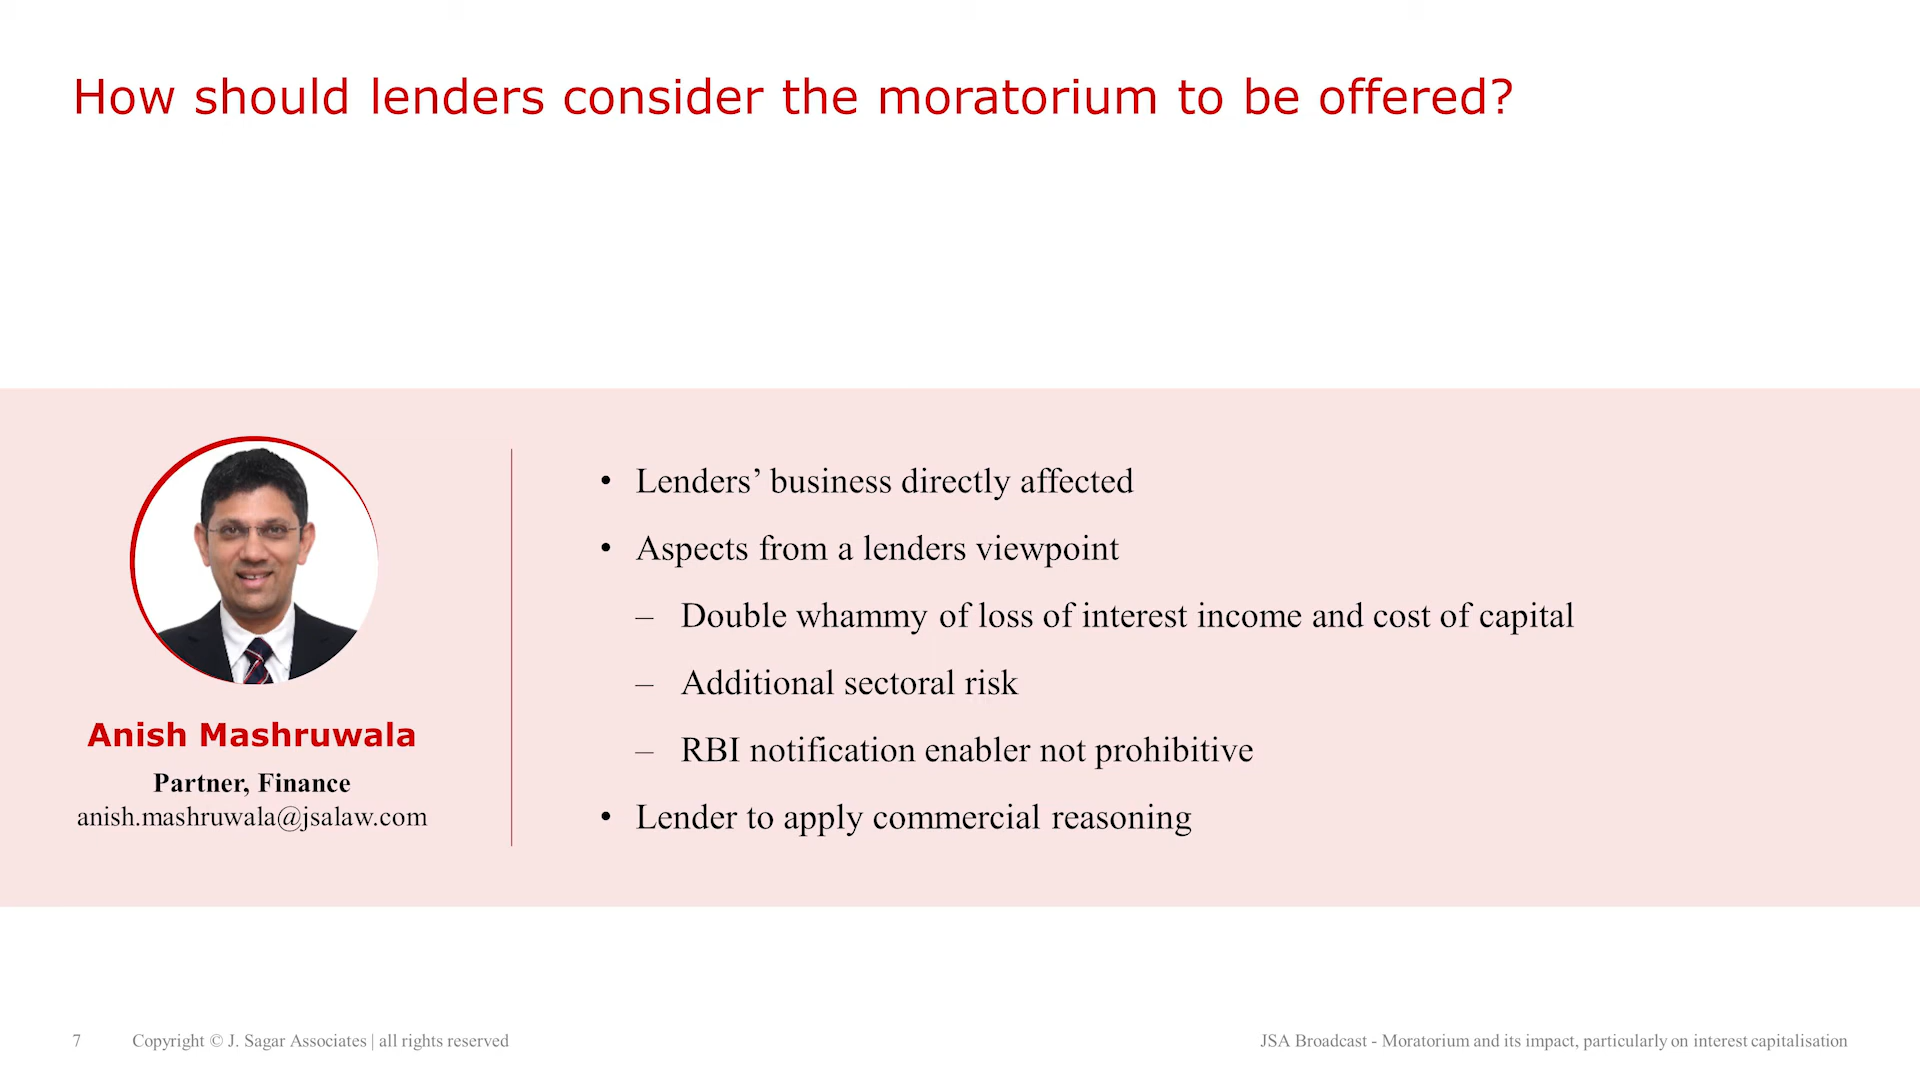 How should lenders consider the moratorium to be offered?
Anish Mashruwala
Partner, Finance
anish.mashruwala@jsalaw.com
• Lenders’ business directly affected
• Aspects from a lenders viewpoint
– Double whammy of loss of interest income and cost of capital
– Additional sectoral risk
– RBI notification enabler not prohibitive
• Lender to apply commercial reasoning
7 Copyright © J. Sagar Associates | all rights reserved
JSA Broadcast - Moratorium and its impact, particularly on interest capitalisation